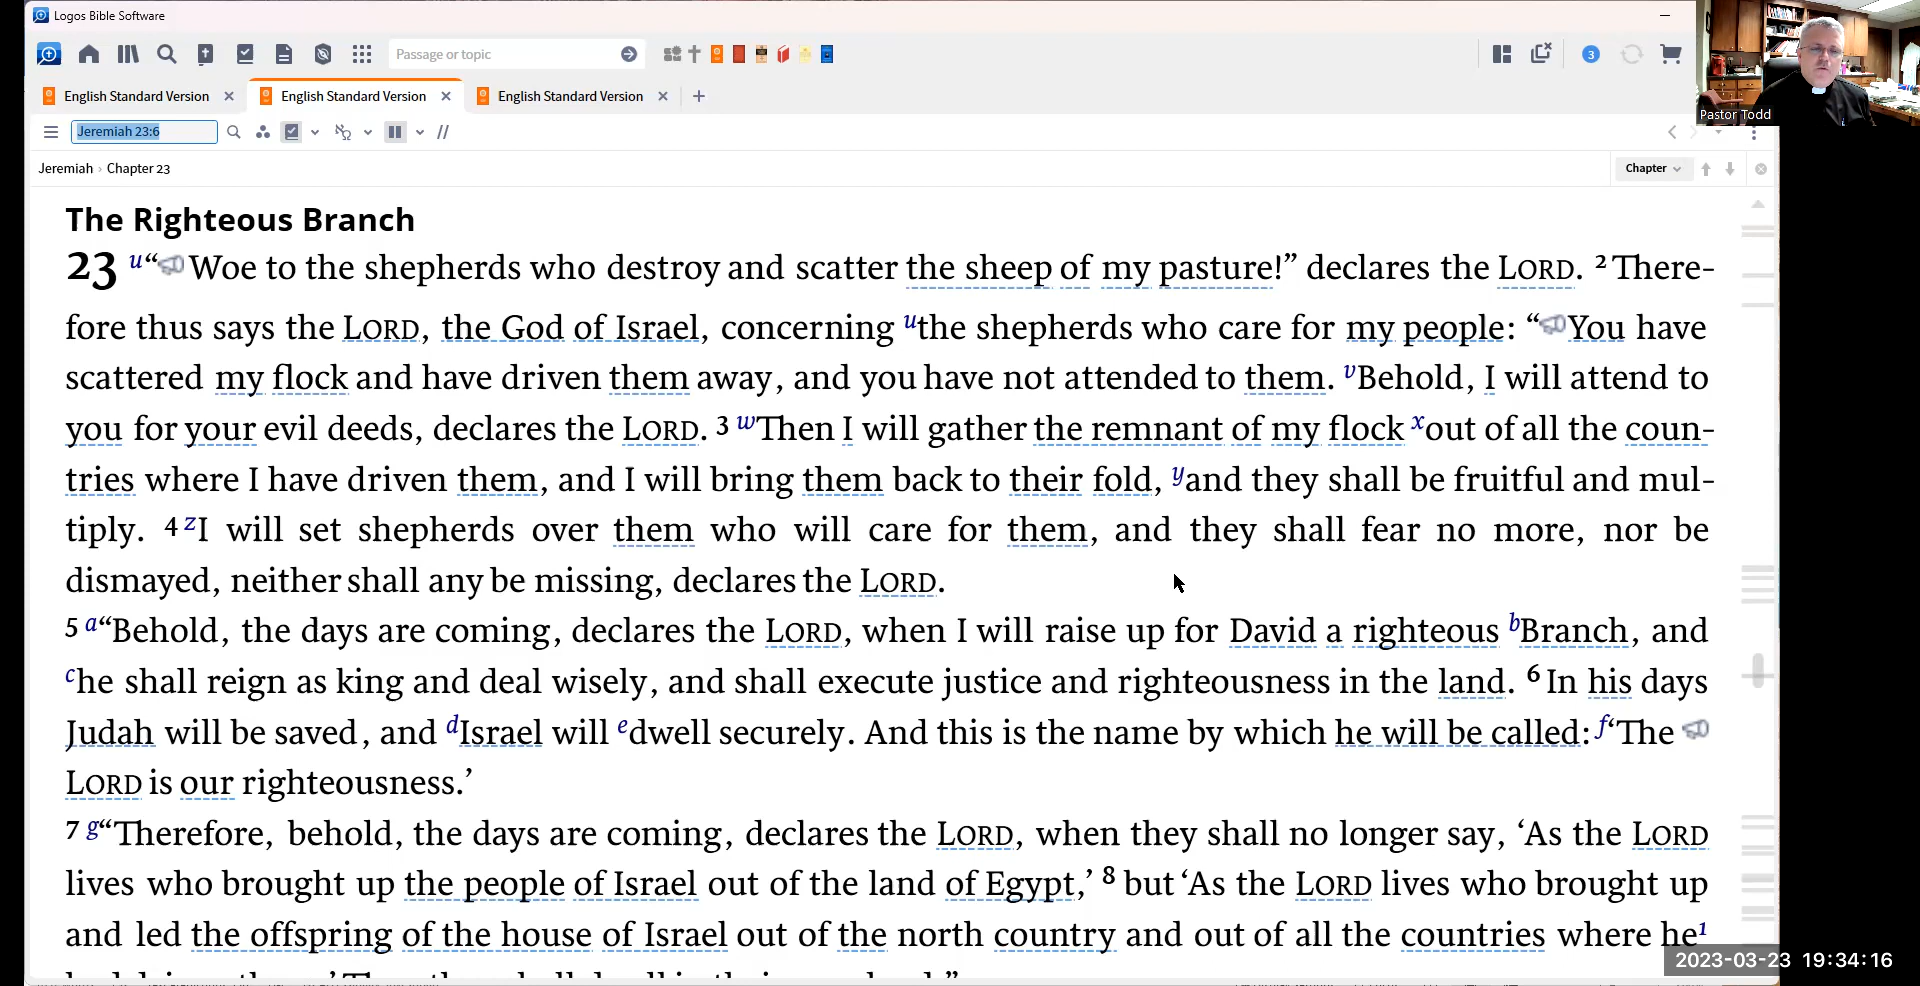 Logos Bible Software
Passage or topic
3
English Standard Version
English Standard Version
English Standard Version
Pastor Todd
Jeremiah 23:6
Jeremiah › Chapter 23
Chapter
The Righteous Branch
23 u“Woe to the shepherds who destroy and scatter the sheep of my pasture!” declares the LORD. 2 There-
fore thus says the LORD, the God of Israel, concerning uthe shepherds who care for my people: “You have
scattered my flock and have driven them away, and you have not attended to them. vBehold, I will attend to
you for your evil deeds, declares the LORD. 3 wThen I will gather the remnant of my flock xout of all the coun-
tries where I have driven them, and I will bring them back to their fold, yand they shall be fruitful and mul-
tiply. 4 zI will set shepherds over them who will care for them, and they shall fear no more, nor be
dismayed, neither shall any be missing, declares the LORD.
5 a“Behold, the days are coming, declares the LORD, when I will raise up for David a righteous bBranch, and
che shall reign as king and deal wisely, and shall execute justice and righteousness in the land. 6 In his days
Judah will be saved, and dIsrael will edwell securely. And this is the name by which he will be called: f‘The
LORD is our righteousness.’
7 g“Therefore, behold, the days are coming, declares the LORD, when they shall no longer say, ‘As the LORD
lives who brought up the people of Israel out of the land of Egypt,’ 8 but ‘As the LORD lives who brought up
and led the offspring of the house of Israel out of the north country and out of all the countries where he1
2023-03-23 19:34:16